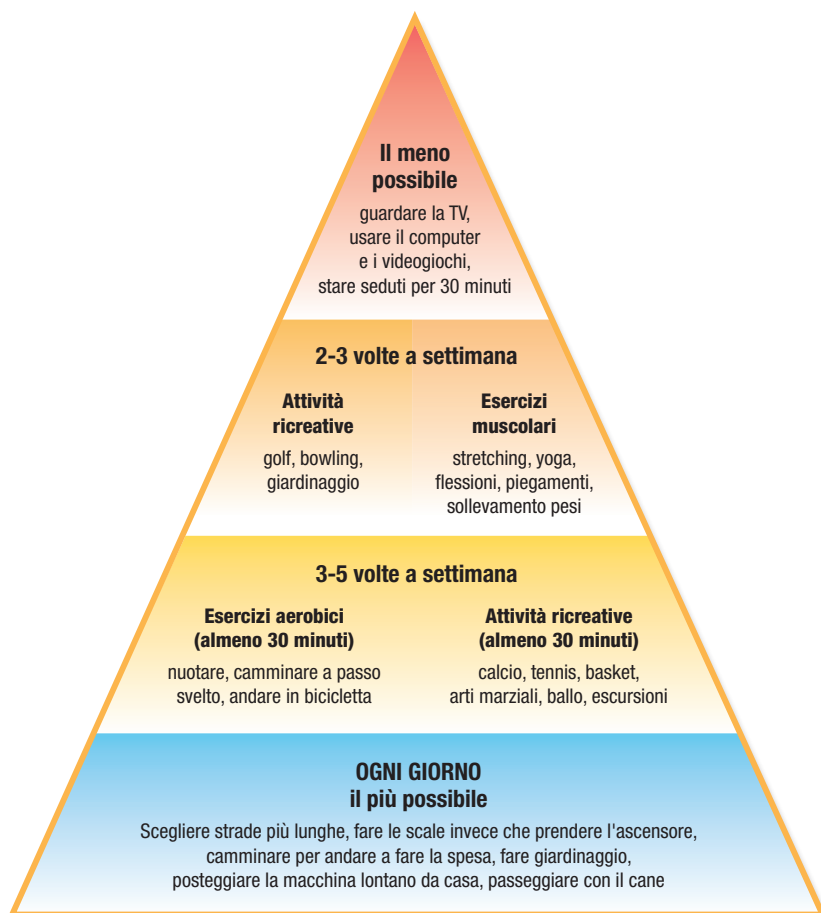 Il meno
possibile
guardare la TV,
usare il computer
e i videogiochi,
stare seduti per 30 minuti
2-3 volte a settimana
Attività
ricreative
golf, bowling,
giardinaggio
Esercizi
muscolari
stretching, yoga,
flessioni, piegamenti,
sollevamento pesi
3-5 volte a settimana
Esercizi aerobici
(almeno 30 minuti)
nuotare, camminare a passo
svelto, andare in bicicletta
Attività ricreative
(almeno 30 minuti)
calcio, tennis, basket,
arti marziali, ballo, escursioni
OGNI GIORNO
il più possibile
Scegliere strade più lunghe, fare le scale invece che prendere l'ascensore,
camminare per andare a fare la spesa, fare giardinaggio,
posteggiare la macchina lontano da casa, passeggiare con il cane